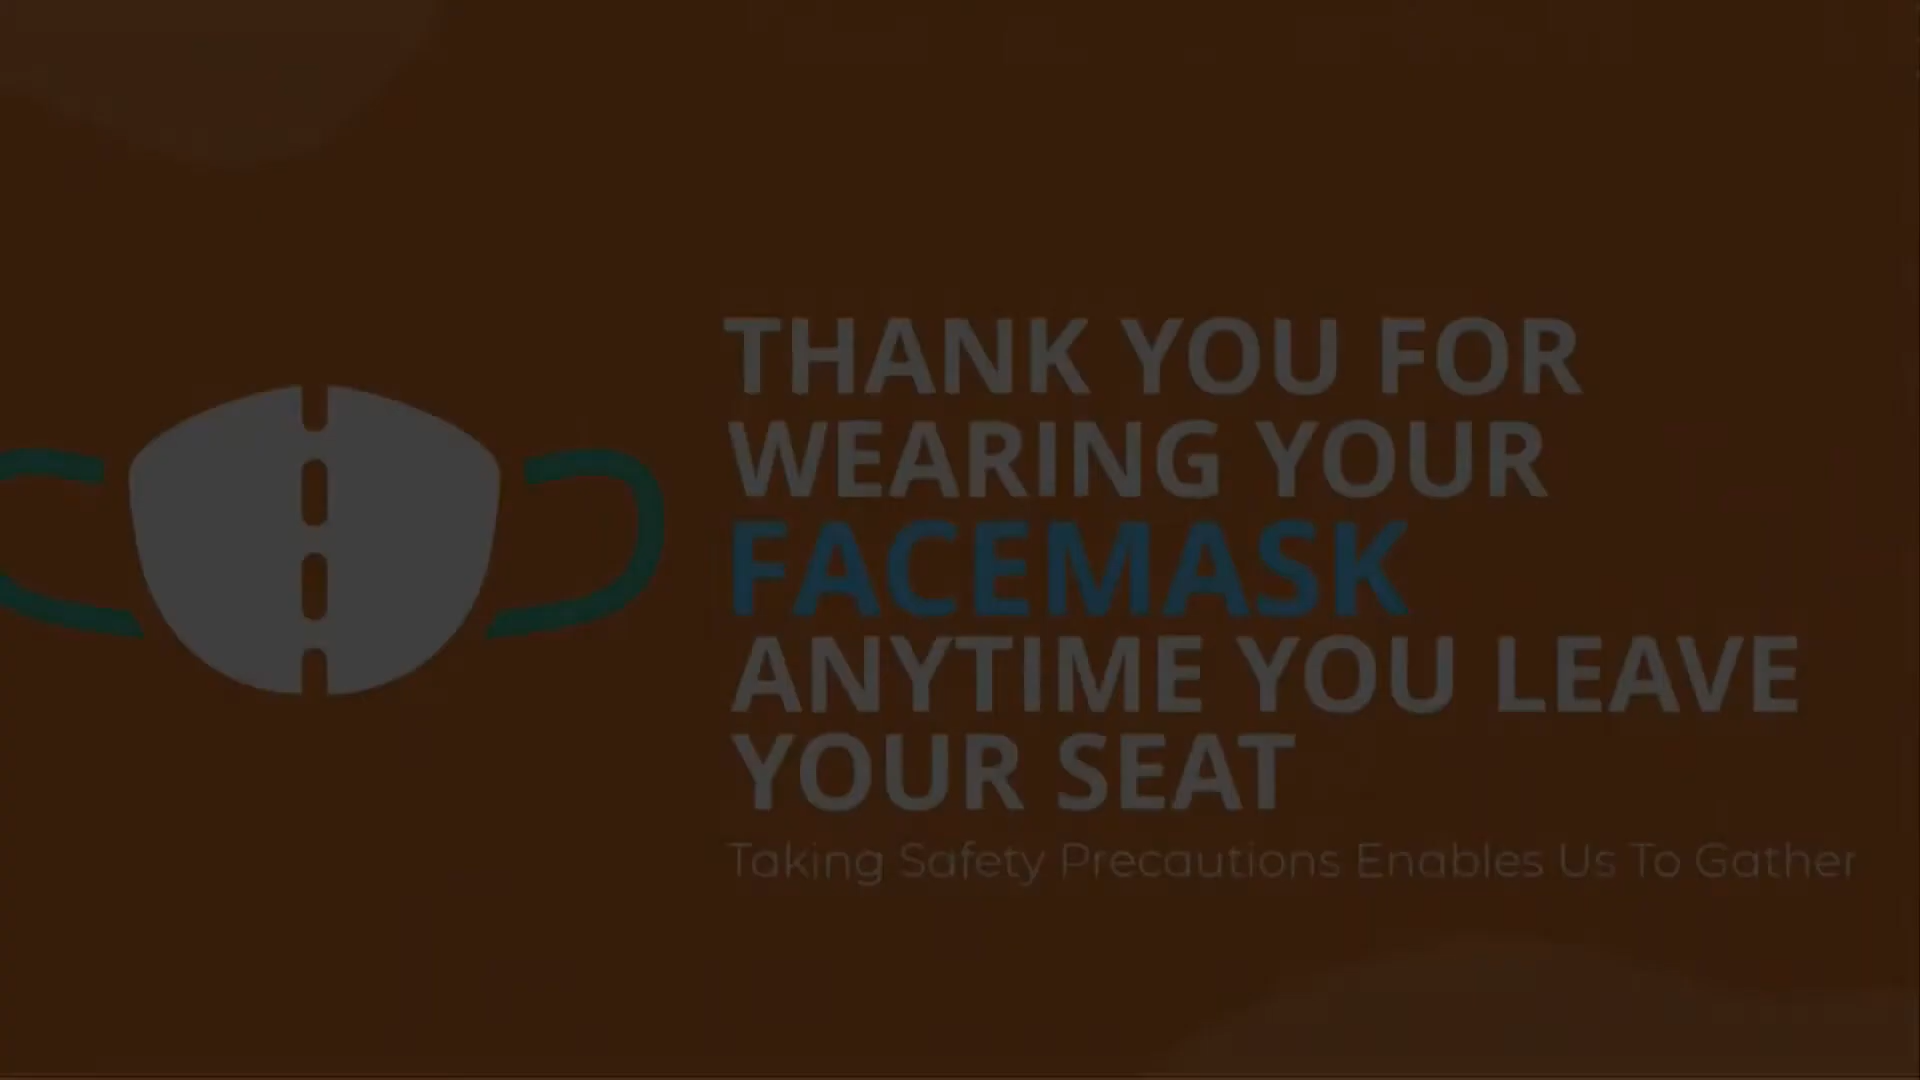 THANK YOU FOR
WEARING YOUR
FACEMASK
ANYTIME YOU LEAVE
YOUR SEAT
Taking Safety Precautions Enables Us To Gather